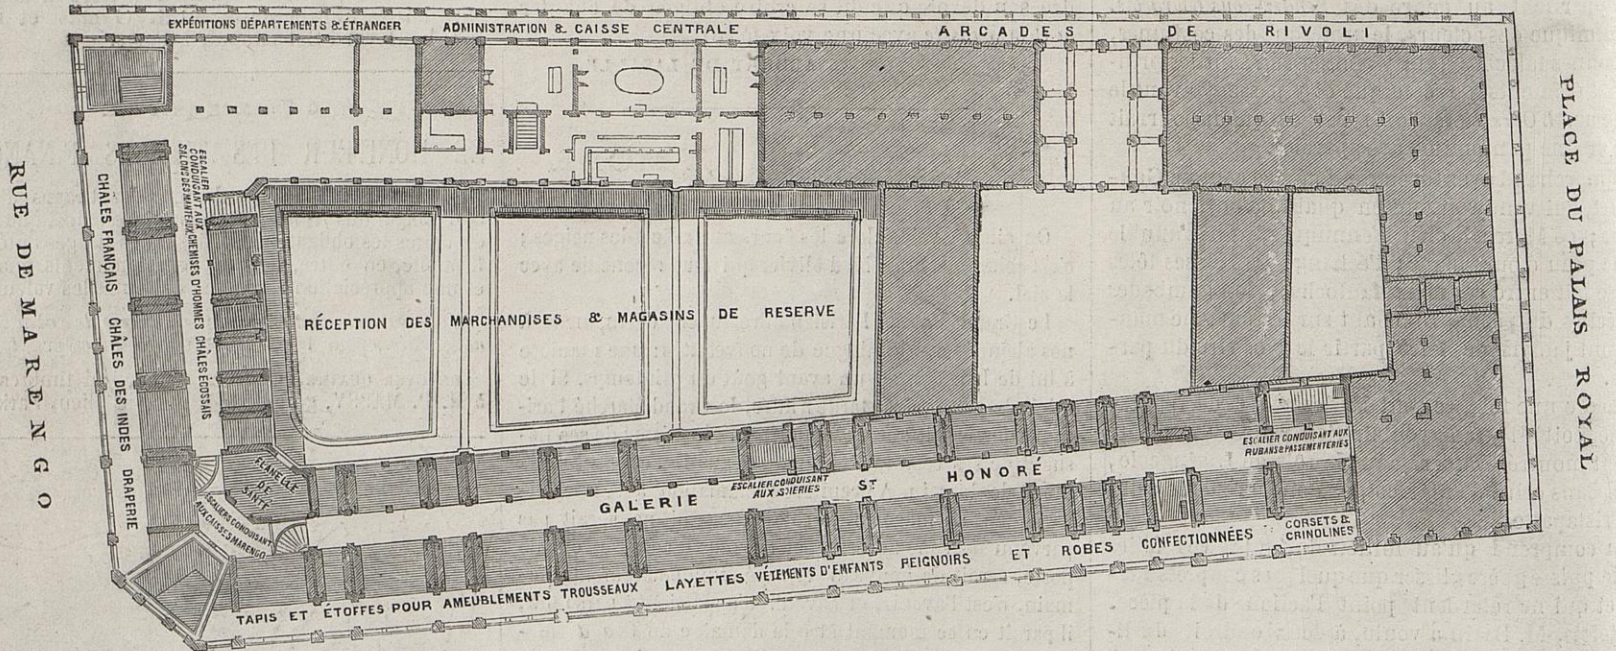 EXPÉDITIONS DÉPARTEMENTS & ÉTRANGER
ADMINISTRATION & CAISSE CENTRALE
ARCADES DE RIVOLI
PLACE DU PALAIS ROYAL
RUE DE MARENGO
CHÂLES FRANÇAIS CHÂLES DES INDES DRAPERIE
ESCALIER
CONDUISANT AUX
SALONS DES MANTEAUX
CHEMISES D'HOMMES CHÂLES ÉCOSSAIS
RÉCEPTION DES MARCHANDISES & MAGASINS DE RESERVE
FLANELLE
DE
SANTÉ
ESCALIERS CONDUISANT
AUX CAISSES MARENGO
GALERIE ST HONORÉ
ESCALIER CONDUISANT
AUX SOIERIES
ESCALIER CONDUISANT AUX
RUBANS & PASSEMENTERIES
TAPIS ET ÉTOFFES POUR AMEUBLEMENTS TROUSSEAUX LAYETTES VÊTEMENTS D'ENFANTS PEIGNOIRS ET ROBES CONFECTIONNÉES
CORSETS &
CRINOLINES